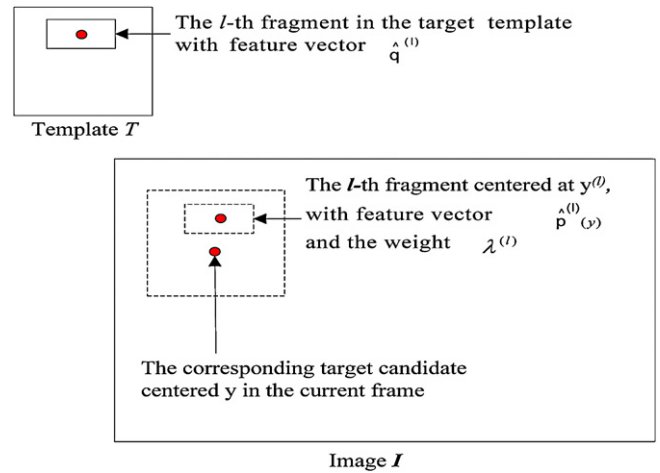 The l-th fragment in the target template
with feature vector q̂⁽ˡ⁾
Template T
The l-th fragment centered at y⁽ˡ⁾,
with feature vector p̂⁽ˡ⁾(y)
and the weight λ⁽ˡ⁾
The corresponding target candidate
centered y in the current frame
Image I